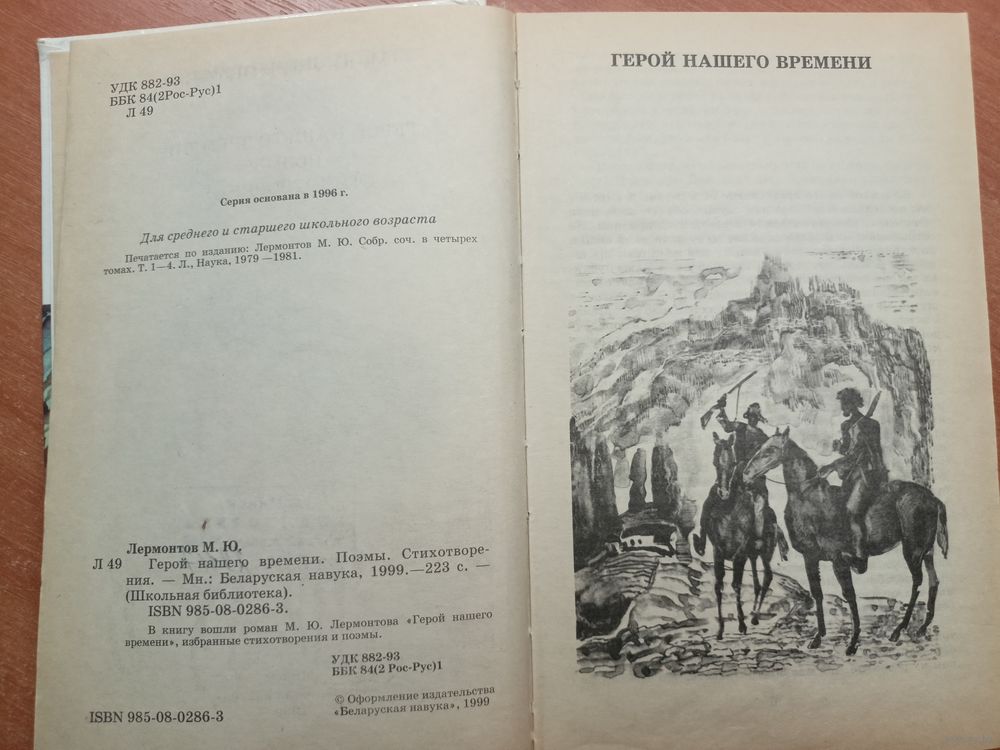 УДК 882-93
ББК 84(2Рос-Рус)1
Л 49
Серия основана в 1996 г.
Для среднего и старшего школьного возраста
Печатается по изданию: Лермонтов М. Ю. Собр. соч. в четырех
томах. Т. 1—4. Л., Наука, 1979—1981.
Лермонтов М. Ю.
Л 49 Герой нашего времени. Поэмы. Стихотворе-
ния. — Мн.: Беларуская навука, 1999.—223 с. —
(Школьная библиотека).
ISBN 985-08-0286-3.
В книгу вошли роман М. Ю. Лермонтова «Герой нашего
времени», избранные стихотворения и поэмы.
УДК 882-93
ББК 84(2 Рос-Рус)1
© Оформление издательства
«Беларуская навука», 1999
ISBN 985-08-0286-3
ГЕРОЙ НАШЕГО ВРЕМЕНИ